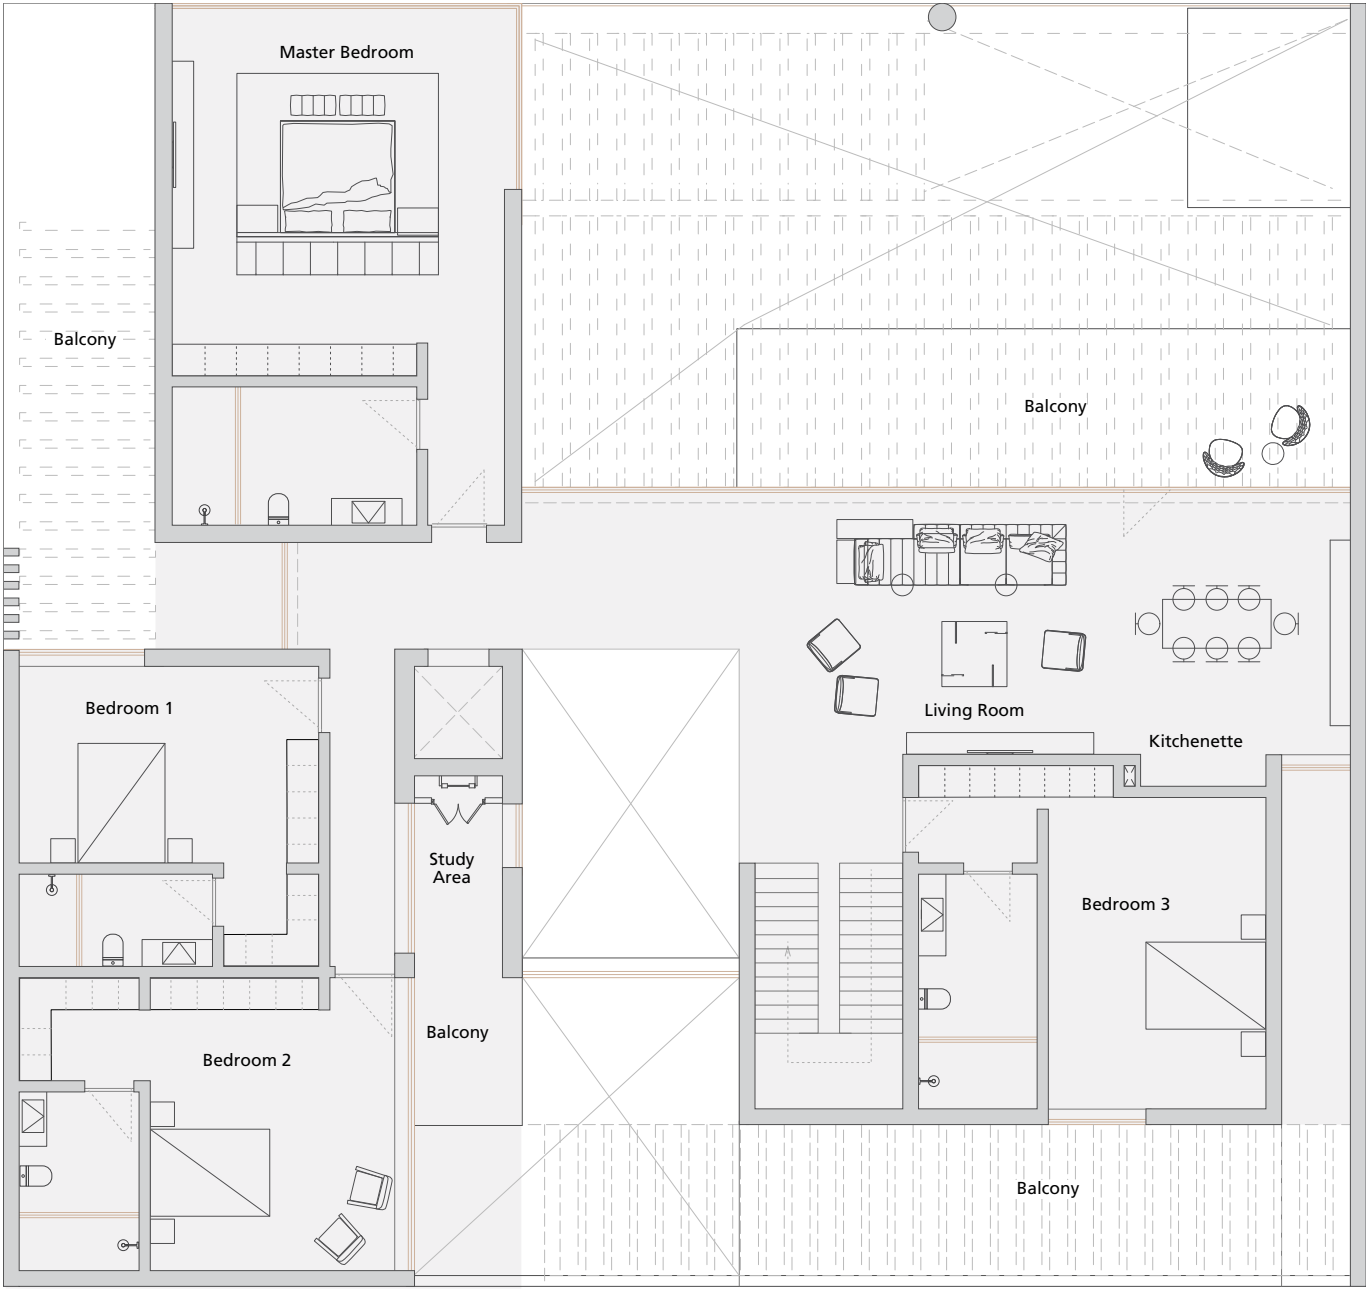 Master Bedroom
Balcony
Balcony
Bedroom 1
Living Room
Kitchenette
Study
Area
Bedroom 3
Balcony
Bedroom 2
Balcony